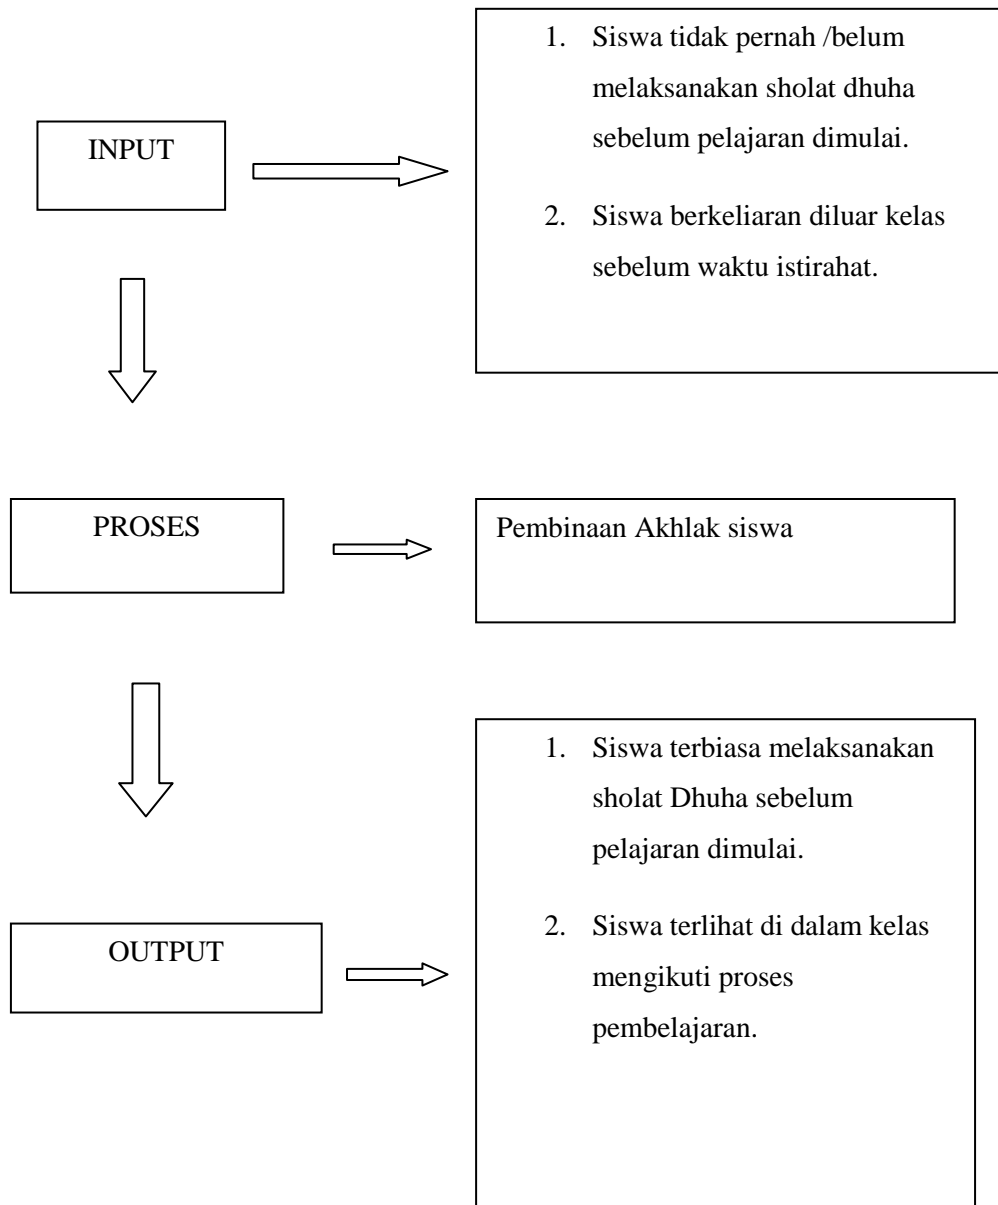 INPUT
1. Siswa tidak pernah /belum
melaksanakan sholat dhuha
sebelum pelajaran dimulai.
2. Siswa berkeliaran diluar kelas
sebelum waktu istirahat.
PROSES
Pembinaan Akhlak siswa
OUTPUT
1. Siswa terbiasa melaksanakan
sholat Dhuha sebelum
pelajaran dimulai.
2. Siswa terlihat di dalam kelas
mengikuti proses
pembelajaran.